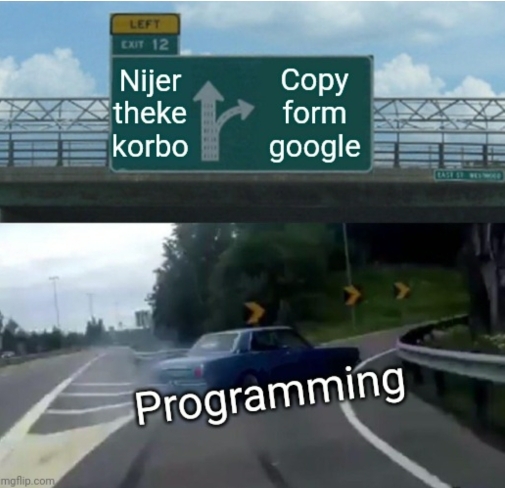 LEFT
EXIT 12
Nijer
theke
korbo
Copy
form
google
Programming
imgflip.com